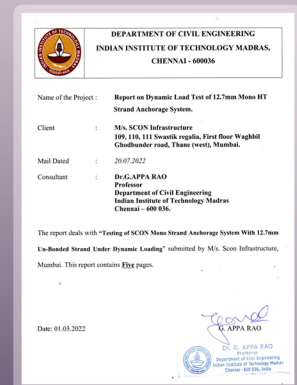 DEPARTMENT OF CIVIL ENGINEERING
INDIAN INSTITUTE OF TECHNOLOGY MADRAS,
CHENNAI - 600036
Name of the Project : Report on Dynamic Load Test of 12.7mm Mono HT
Strand Anchorage System.
Client : M/s. SCON Infrastructure
109, 110, 111 Swastik regalia, First floor Waghbil
Ghodbunder road, Thane (west), Mumbai.
Mail Dated : 20.07.2022
Consultant : Dr.G.APPA RAO
Professor
Department of Civil Engineering
Indian Institute of Technology Madras
Chennai – 600 036.
The report deals with “Testing of SCON Mono Strand Anchorage System With 12.7mm
Un-Bonded Strand Under Dynamic Loading” submitted by M/s. Scon Infrastructure,
Mumbai. This report contains Five pages.
Date: 01.03.2022
G. APPA RAO
Dr. G. APPA RAO
Professor
Department of Civil Engineering
Indian Institute of Technology Madras
Chennai - 600 036, India